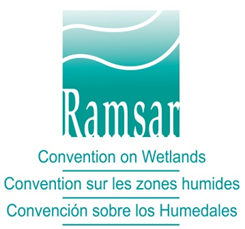 Ramsar
Convention on Wetlands
Convention sur les zones humides
Convención sobre los Humedales